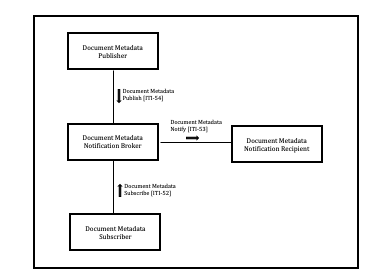 Document Metadata
Publisher
Document Metadata
Publish [ITI-54]
Document Metadata
Notify [ITI-53]
Document Metadata
Notification Broker
Document Metadata
Notification Recipient
Document Metadata
Subscribe [ITI-52]
Document Metadata
Subscriber